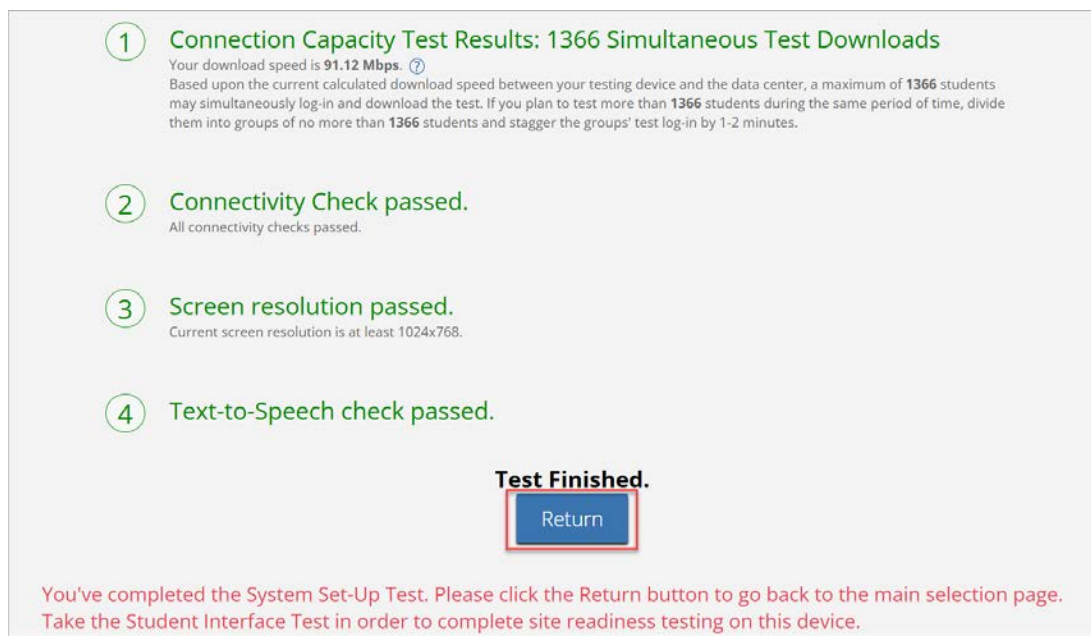 1 Connection Capacity Test Results: 1366 Simultaneous Test Downloads
Your download speed is 91.12 Mbps. ?
Based upon the current calculated download speed between your testing device and the data center, a maximum of 1366 students
may simultaneously log-in and download the test. If you plan to test more than 1366 students during the same period of time, divide
them into groups of no more than 1366 students and stagger the groups' test log-in by 1-2 minutes.
2 Connectivity Check passed.
All connectivity checks passed.
3 Screen resolution passed.
Current screen resolution is at least 1024x768.
4 Text-to-Speech check passed.
Test Finished.
Return
You've completed the System Set-Up Test. Please click the Return button to go back to the main selection page.
Take the Student Interface Test in order to complete site readiness testing on this device.